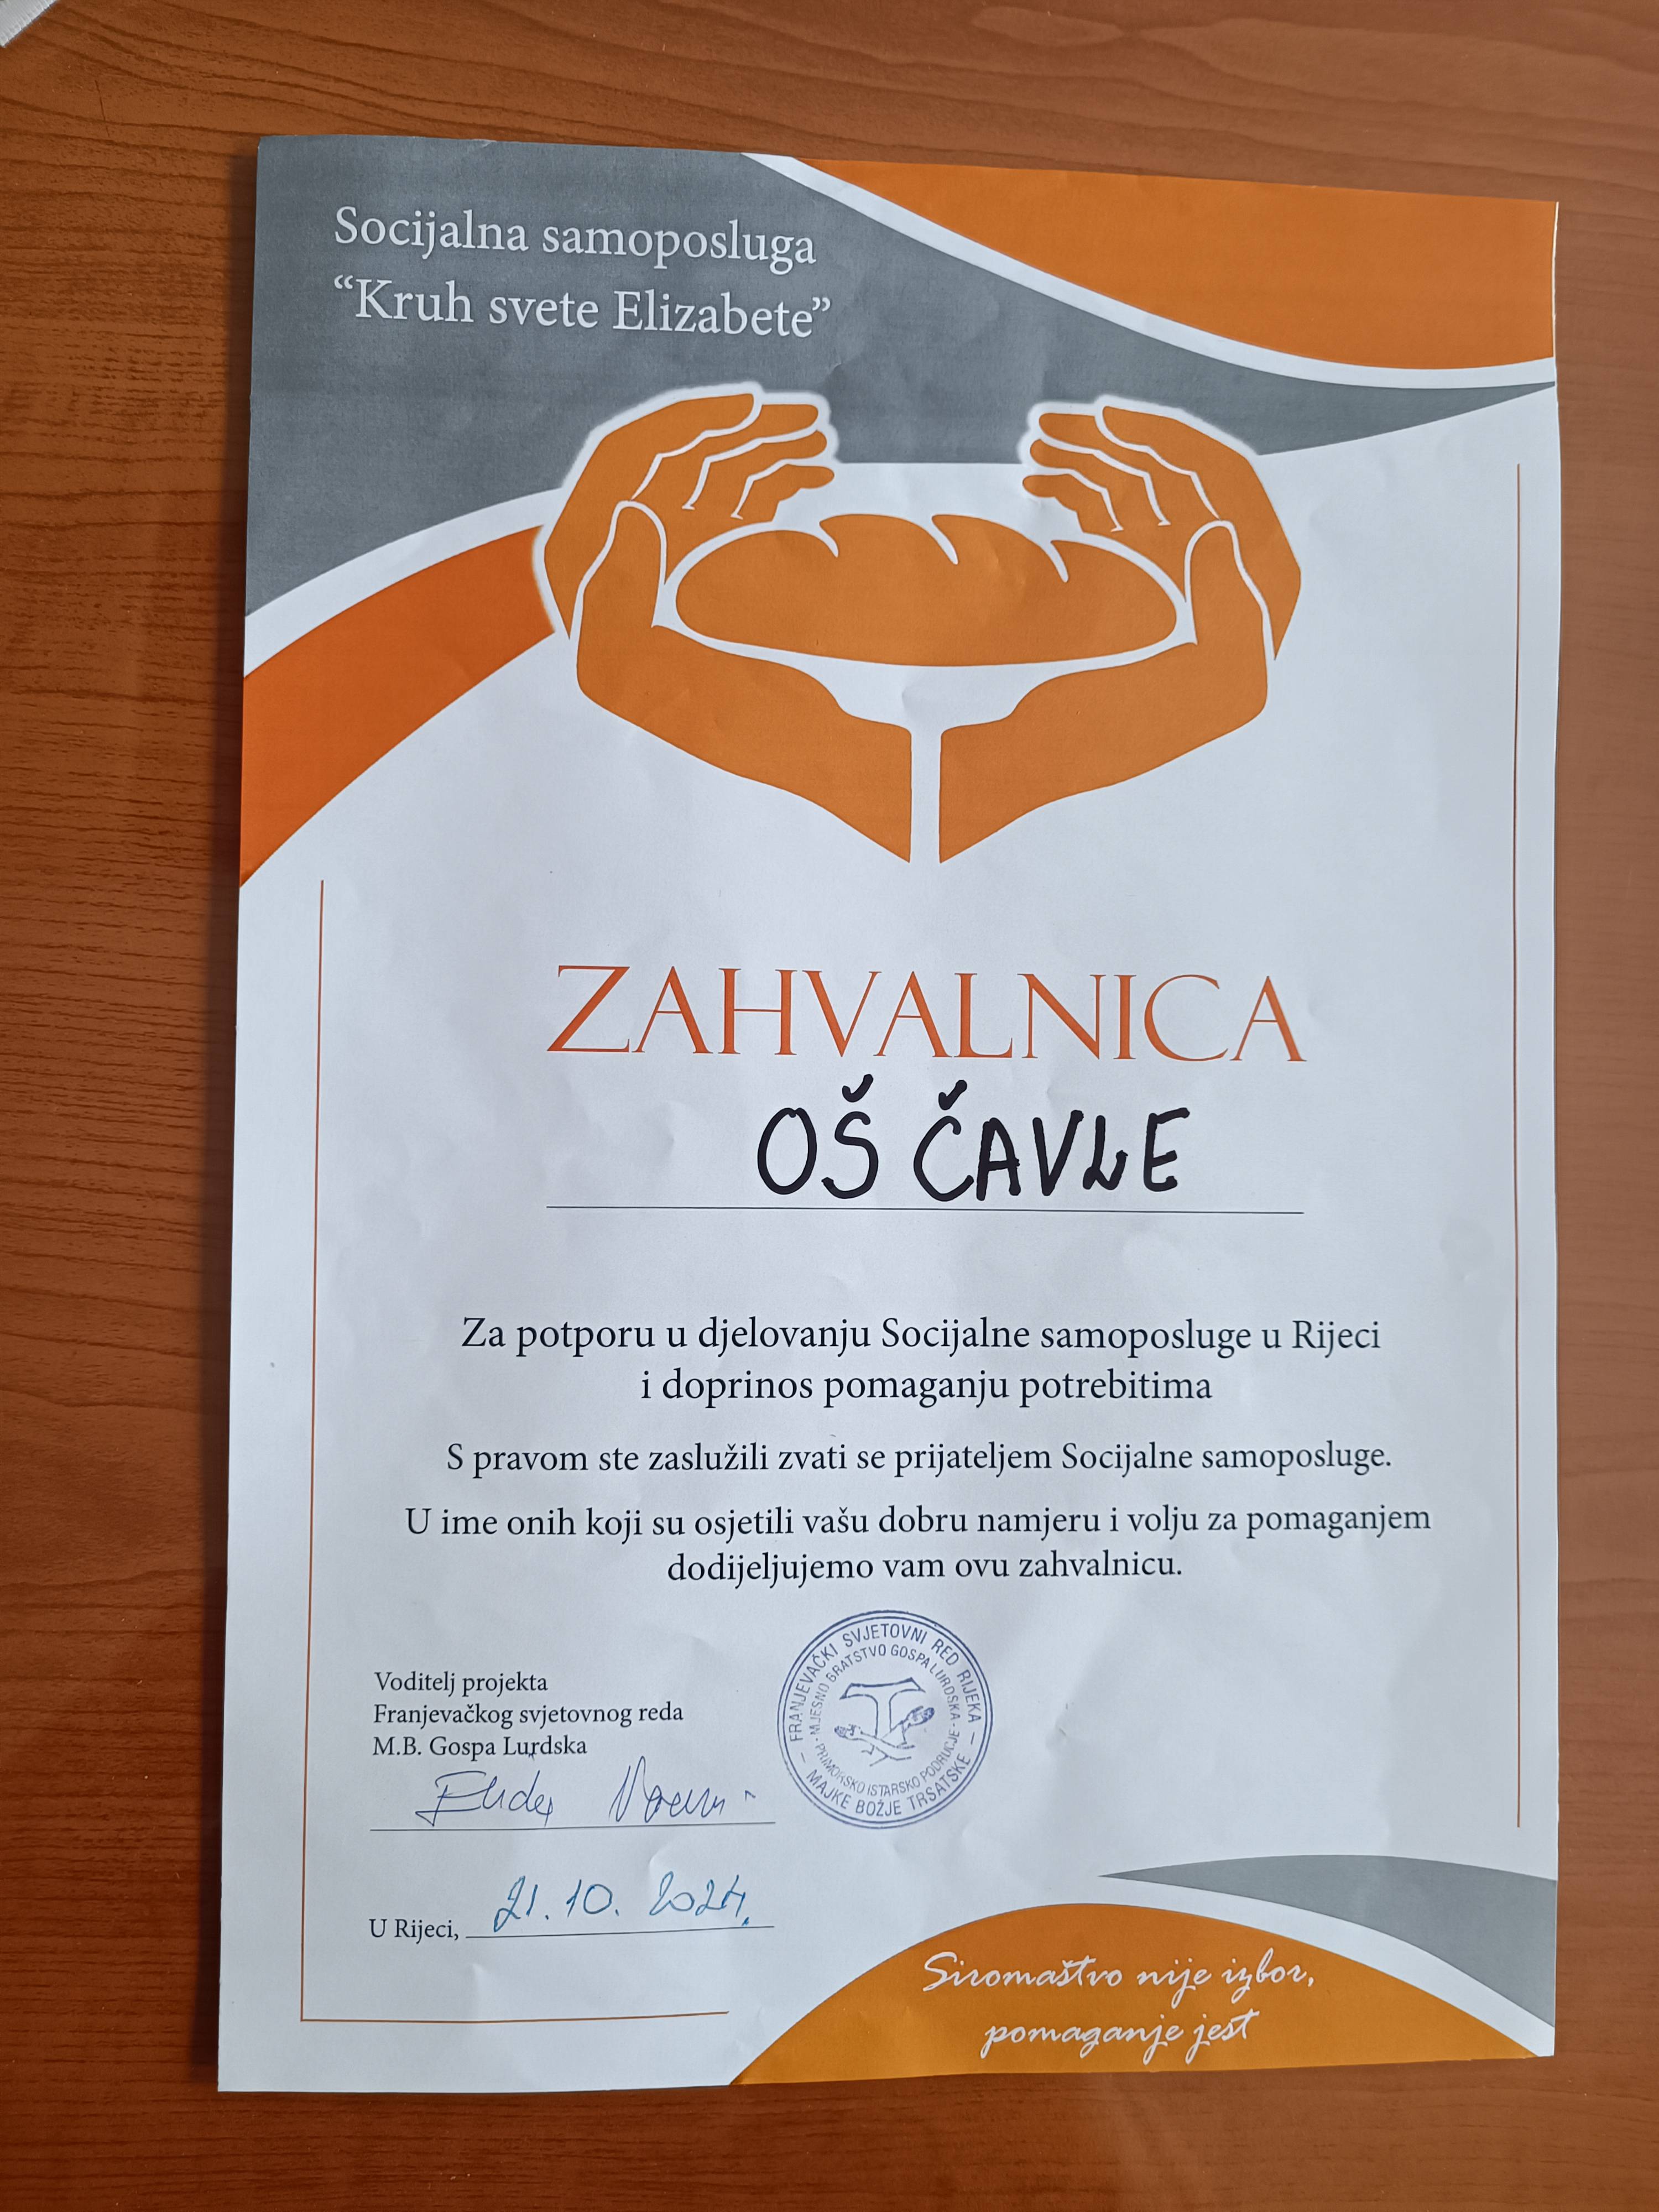 Socijalna samoposluga
“Kruh svete Elizabete”
ZAHVALNICA
OŠ ČAVLE
Za potporu u djelovanju Socijalne samoposluge u Rijeci
i doprinos pomaganju potrebitima
S pravom ste zaslužili zvati se prijateljem Socijalne samoposluge.
U ime onih koji su osjetili vašu dobru namjeru i volju za pomaganjem
dodijeljujemo vam ovu zahvalnicu.
Voditelj projekta
Franjevačkog svjetovnog reda
M.B. Gospa Lurdska
FRANJEVAČKI SVJETOVNI RED RIJEKA
MJESNO BRATSTVO GOSPA LURDSKA
PRIMORSKO ISTARSKO PODRUČJE
MAJKE BOŽJE TRSATSKE
U Rijeci, 21. 10. 2024.
Siromaštvo nije izbor,
pomaganje jest